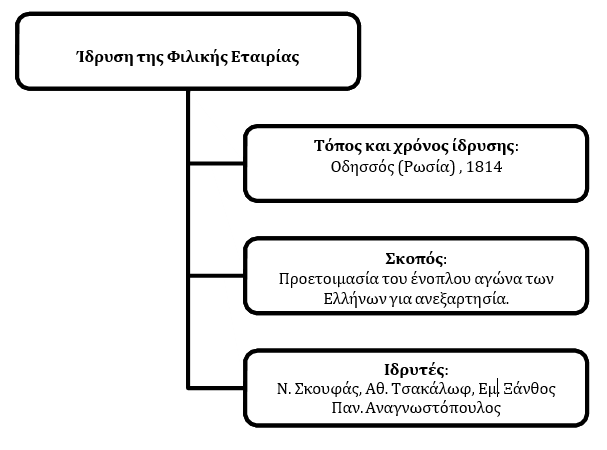 Ίδρυση της Φιλικής Εταιρίας
Τόπος και χρόνος ίδρυσης:
Οδησσός (Ρωσία) , 1814
Σκοπός:
Προετοιμασία του ένοπλου αγώνα των
Ελλήνων για ανεξαρτησία.
Ιδρυτές:
Ν. Σκουφάς, Αθ. Τσακάλωφ, Εμ. Ξάνθος
Παν. Αναγνωστόπουλος